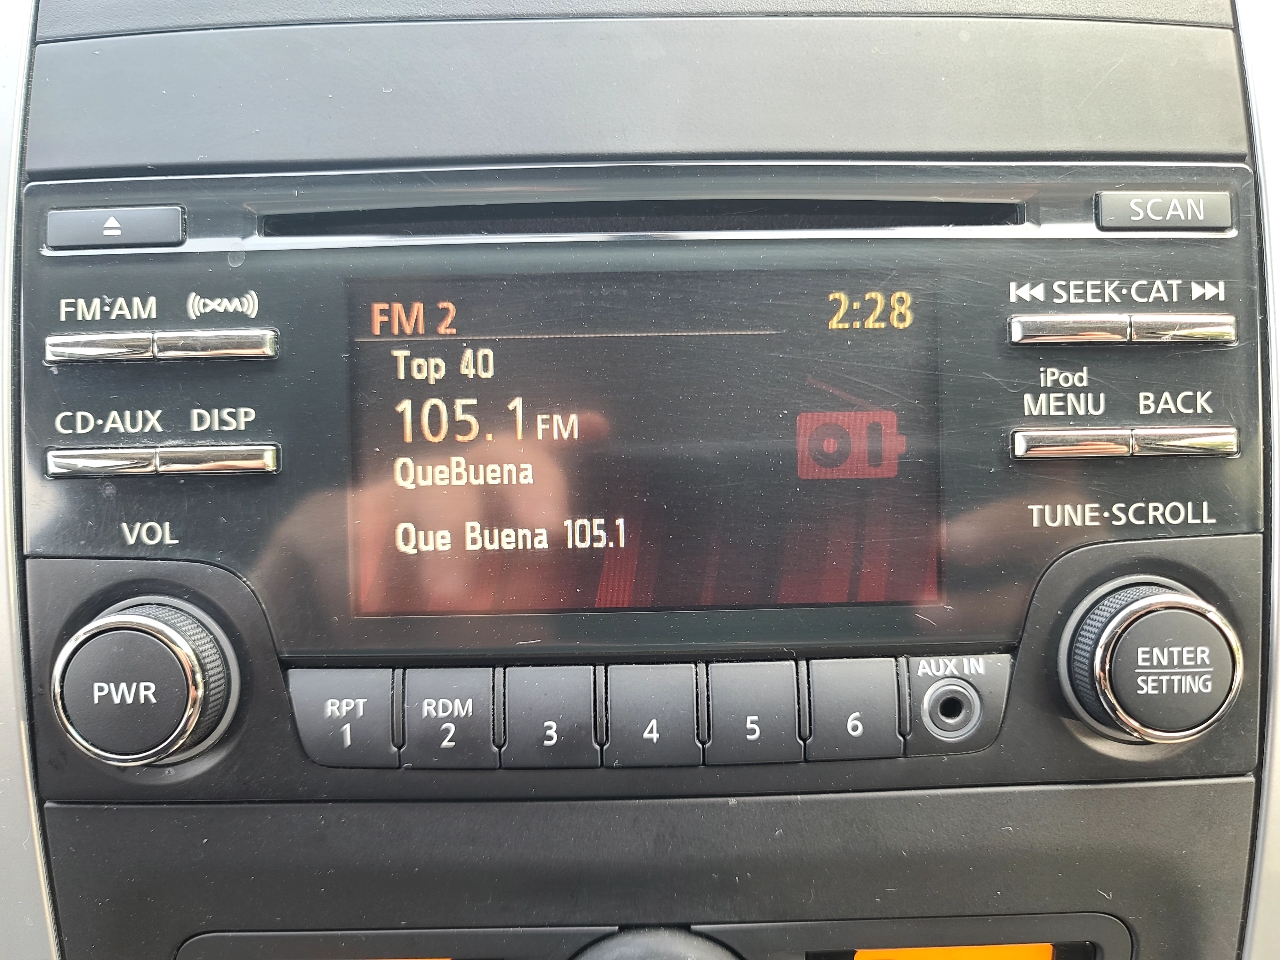 SCAN
FM·AM
((XM))
SEEK·CAT
FM 2
2:28
Top 40
105.1 FM
QueBuena
Que Buena 105.1
CD·AUX
DISP
iPod
MENU
BACK
VOL
TUNE·SCROLL
PWR
RPT
1
RDM
2
3
4
5
6
AUX IN
ENTER
SETTING